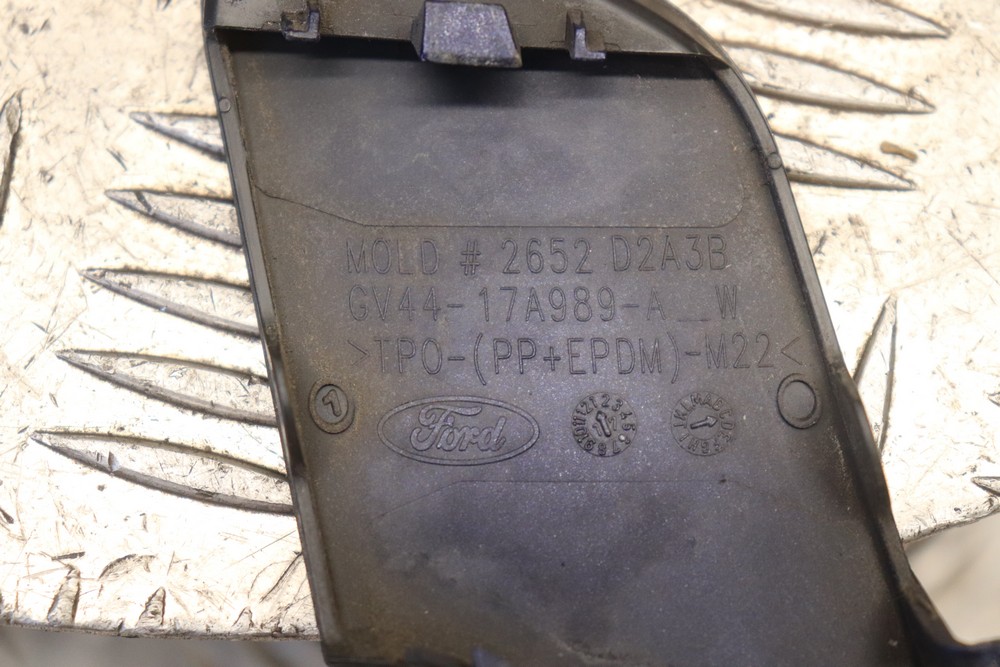 MOLD # 2652 D2A3B
GV44-17A989-A__W
>TPO-(PP+EPDM)-M22<
1
Ford